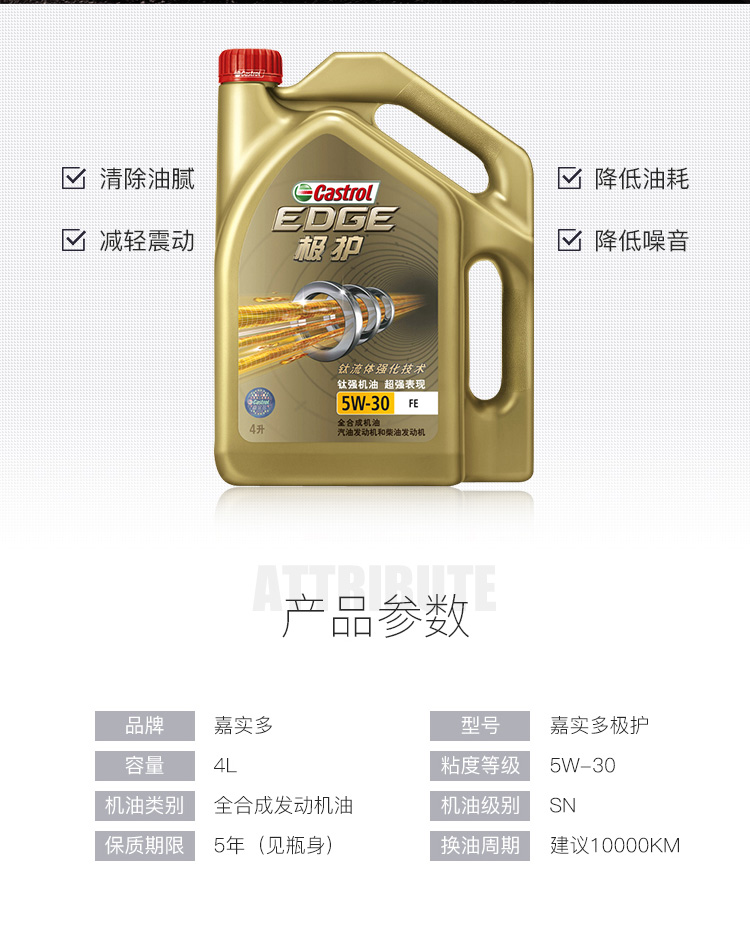 清除油腻
减轻震动
降低油耗
降低噪音
Castrol
Castrol
EDGE
极护
钛流体强化技术
钛强机油 超强表现
5W-30 FE
全合成机油
汽油发动机和柴油发动机
Castrol
4升
ATTRIBUTE
产品参数
品牌 嘉实多 型号 嘉实多极护
容量 4L 粘度等级 5W-30
机油类别 全合成发动机油 机油级别 SN
保质期限 5年（见瓶身） 换油周期 建议10000KM